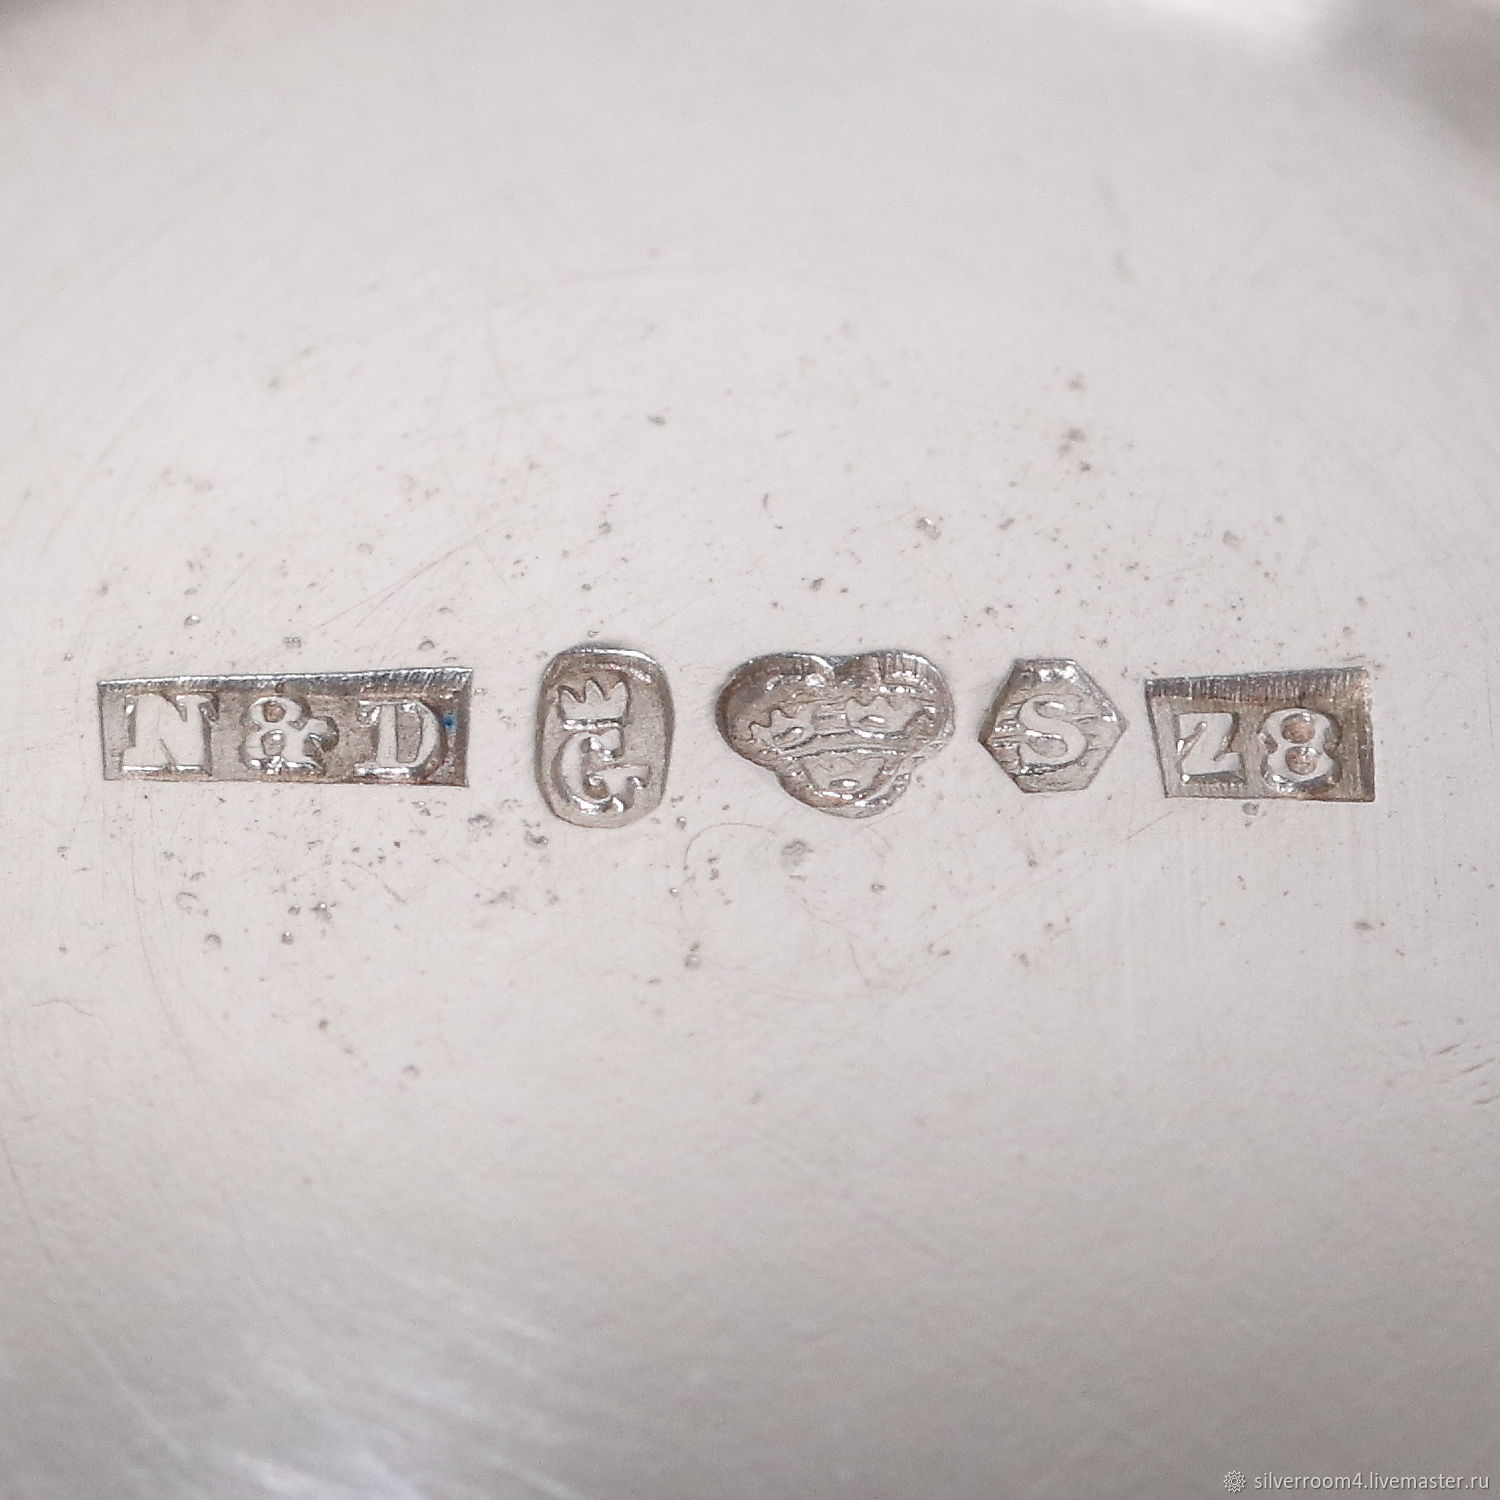 N & D G S Z8
silverroom4.livemaster.ru